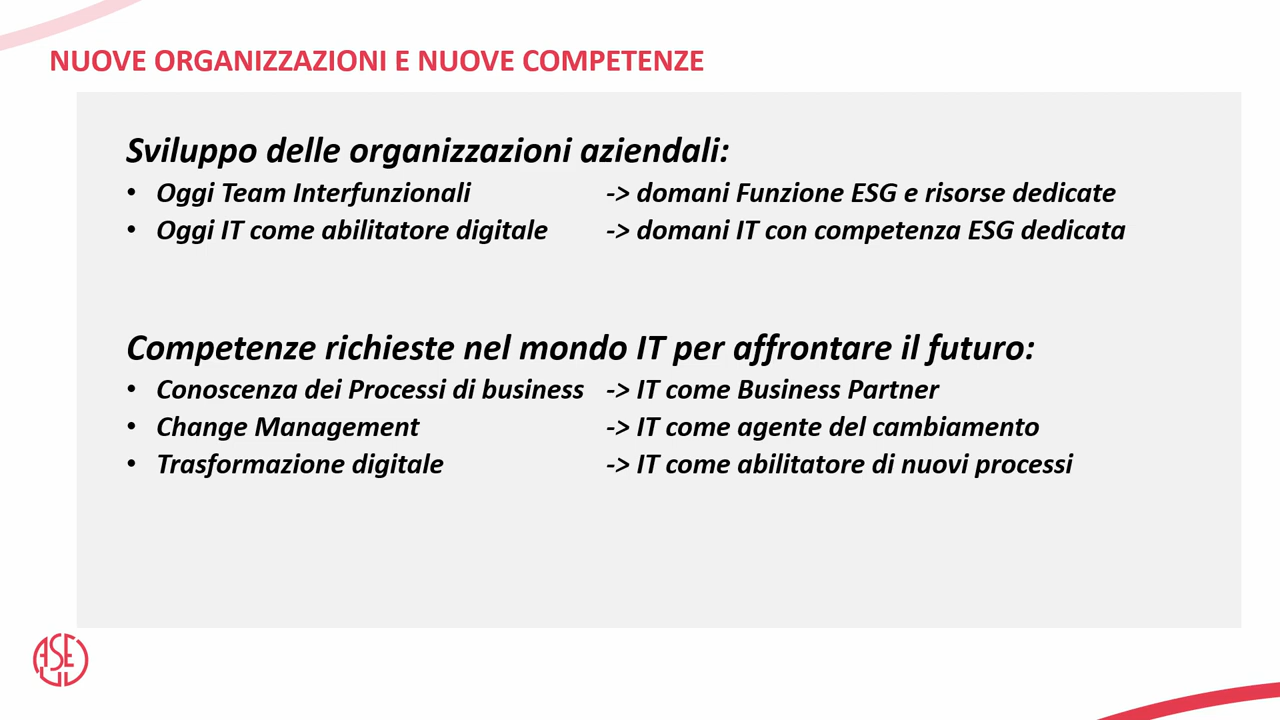 NUOVE ORGANIZZAZIONI E NUOVE COMPETENZE
Sviluppo delle organizzazioni aziendali:
• Oggi Team Interfunzionali -> domani Funzione ESG e risorse dedicate
• Oggi IT come abilitatore digitale -> domani IT con competenza ESG dedicata
Competenze richieste nel mondo IT per affrontare il futuro:
• Conoscenza dei Processi di business -> IT come Business Partner
• Change Management -> IT come agente del cambiamento
• Trasformazione digitale -> IT come abilitatore di nuovi processi